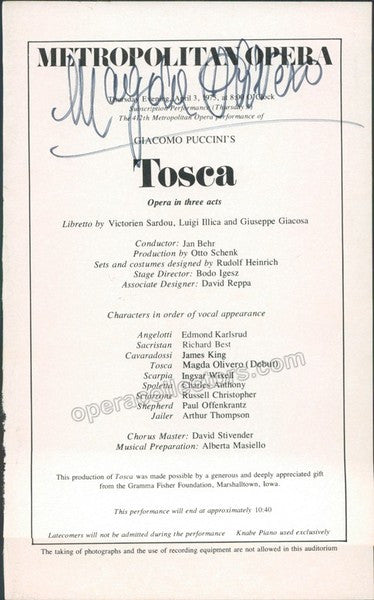 METROPOLITAN OPERA
Magda Olivero
Thursday Evening, April 3, 1975, at 8:00 O'Clock
Subscription Performance (Thursday)
The 412th Metropolitan Opera performance of
GIACOMO PUCCINI'S
Tosca
Opera in three acts
Libretto by Victorien Sardou, Luigi Illica and Giuseppe Giacosa
Conductor: Jan Behr
Production by Otto Schenk
Sets and costumes designed by Rudolf Heinrich
Stage Director: Bodo Igesz
Associate Designer: David Reppa
Characters in order of vocal appearance
Angelotti Edmond Karlsrud
Sacristan Richard Best
Cavaradossi James King
Tosca Magda Olivero (Debut)
Scarpia Ingvar Wixell
Spoletta Charles Anthony
Sciarrone Russell Christopher
Shepherd Paul Offenkrantz
Jailer Arthur Thompson
operacollectors.com
Chorus Master: David Stivender
Musical Preparation: Alberta Masiello
This production of Tosca was made possible by a generous and deeply appreciated gift
from the Gramma Fisher Foundation, Marshalltown, Iowa.
This performance will end at approximately 10:40
Latecomers will not be admitted during the performance Knabe Piano used exclusively
The taking of photographs and the use of recording equipment are not allowed in this auditorium